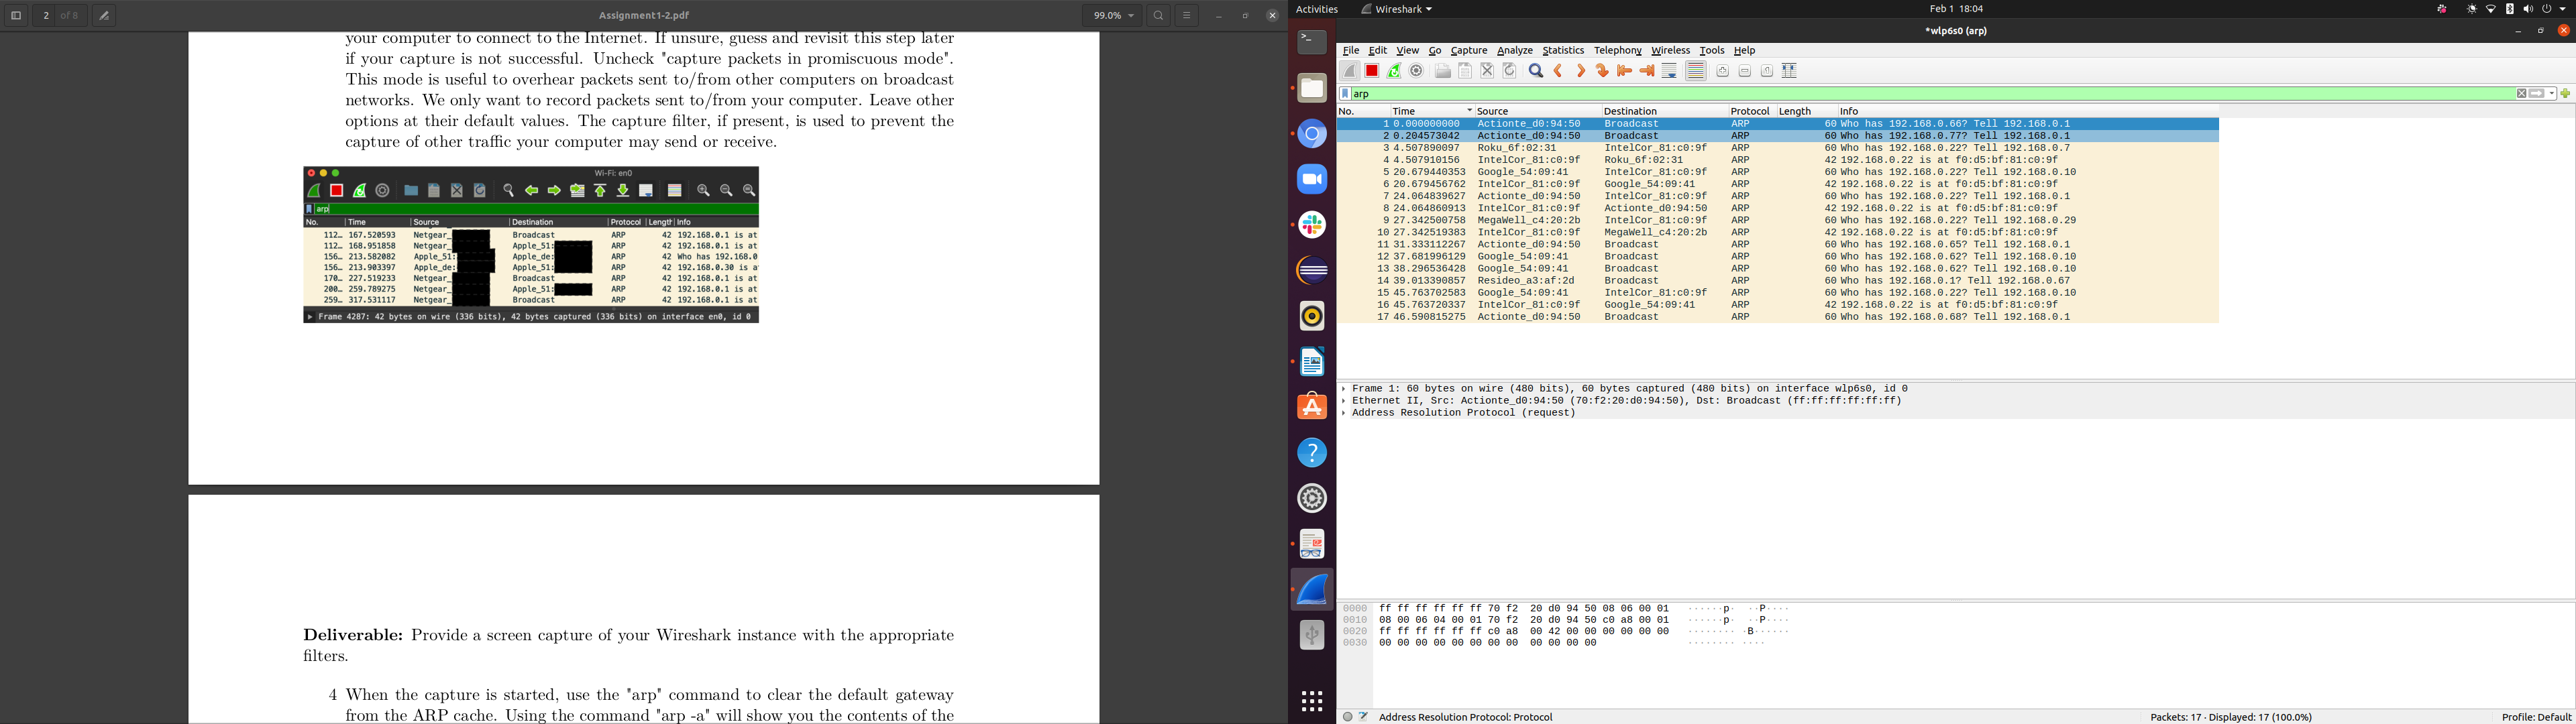 2 of 8
Assignment1-2.pdf
99.0%
your computer to connect to the Internet. If unsure, guess and revisit this step later
if your capture is not successful. Uncheck "capture packets in promiscuous mode".
This mode is useful to overhear packets sent to/from other computers on broadcast
networks. We only want to record packets sent to/from your computer. Leave other
options at their default values. The capture filter, if present, is used to prevent the
capture of other traffic your computer may send or receive.
Wi-Fi: en0
arp
No. Time Source Destination Protocol Length Info
112… 167.520593 Netgear_ Broadcast ARP 42 192.168.0.1 is at
112… 168.951858 Netgear_ Apple_51: ARP 42 192.168.0.1 is at
156… 213.582082 Apple_51: Apple_de: ARP 42 Who has 192.168.0
156… 213.903397 Apple_de: Apple_51: ARP 42 192.168.0.30 is a
170… 227.519233 Netgear_ Broadcast ARP 42 192.168.0.1 is at
200… 259.789275 Netgear_ Apple_51: ARP 42 192.168.0.1 is at
259… 317.531117 Netgear_ Broadcast ARP 42 192.168.0.1 is at
Frame 4287: 42 bytes on wire (336 bits), 42 bytes captured (336 bits) on interface en0, id 0
Deliverable: Provide a screen capture of your Wireshark instance with the appropriate
filters.
4 When the capture is started, use the "arp" command to clear the default gateway
from the ARP cache. Using the command "arp -a" will show you the contents of the
Activities Wireshark Feb 1 18:04
*wlp6s0 (arp)
File Edit View Go Capture Analyze Statistics Telephony Wireless Tools Help
arp
No. Time Source Destination Protocol Length Info
1 0.000000000 Actionte_d0:94:50 Broadcast ARP 60 Who has 192.168.0.66? Tell 192.168.0.1
2 0.204573042 Actionte_d0:94:50 Broadcast ARP 60 Who has 192.168.0.77? Tell 192.168.0.1
3 4.507890097 Roku_6f:02:31 IntelCor_81:c0:9f ARP 60 Who has 192.168.0.22? Tell 192.168.0.7
4 4.507910156 IntelCor_81:c0:9f Roku_6f:02:31 ARP 42 192.168.0.22 is at f0:d5:bf:81:c0:9f
5 20.679440353 Google_54:09:41 IntelCor_81:c0:9f ARP 60 Who has 192.168.0.22? Tell 192.168.0.10
6 20.679456762 IntelCor_81:c0:9f Google_54:09:41 ARP 42 192.168.0.22 is at f0:d5:bf:81:c0:9f
7 24.064839627 Actionte_d0:94:50 IntelCor_81:c0:9f ARP 60 Who has 192.168.0.22? Tell 192.168.0.1
8 24.064860913 IntelCor_81:c0:9f Actionte_d0:94:50 ARP 42 192.168.0.22 is at f0:d5:bf:81:c0:9f
9 27.342500758 MegaWell_c4:20:2b IntelCor_81:c0:9f ARP 60 Who has 192.168.0.22? Tell 192.168.0.29
10 27.342519383 IntelCor_81:c0:9f MegaWell_c4:20:2b ARP 42 192.168.0.22 is at f0:d5:bf:81:c0:9f
11 31.333112267 Actionte_d0:94:50 Broadcast ARP 60 Who has 192.168.0.65? Tell 192.168.0.1
12 37.681996129 Google_54:09:41 Broadcast ARP 60 Who has 192.168.0.62? Tell 192.168.0.10
13 38.296536428 Google_54:09:41 Broadcast ARP 60 Who has 192.168.0.62? Tell 192.168.0.10
14 39.013390857 Resideo_a3:af:2d Broadcast ARP 60 Who has 192.168.0.1? Tell 192.168.0.67
15 45.763702583 Google_54:09:41 IntelCor_81:c0:9f ARP 60 Who has 192.168.0.22? Tell 192.168.0.10
16 45.763720337 IntelCor_81:c0:9f Google_54:09:41 ARP 42 192.168.0.22 is at f0:d5:bf:81:c0:9f
17 46.590815275 Actionte_d0:94:50 Broadcast ARP 60 Who has 192.168.0.68? Tell 192.168.0.1
Frame 1: 60 bytes on wire (480 bits), 60 bytes captured (480 bits) on interface wlp6s0, id 0
Ethernet II, Src: Actionte_d0:94:50 (70:f2:20:d0:94:50), Dst: Broadcast (ff:ff:ff:ff:ff:ff)
Address Resolution Protocol (request)
0000 ff ff ff ff ff ff 70 f2 20 d0 94 50 08 06 00 01 ······p· ··P····
0010 08 00 06 04 00 01 70 f2 20 d0 94 50 c0 a8 00 01 ······p· ··P····
0020 ff ff ff ff ff ff c0 a8 00 42 00 00 00 00 00 00 ········ ·B······
0030 00 00 00 00 00 00 00 00 00 00 00 00 ········ ····
Address Resolution Protocol: Protocol Packets: 17 · Displayed: 17 (100.0%) Profile: Default